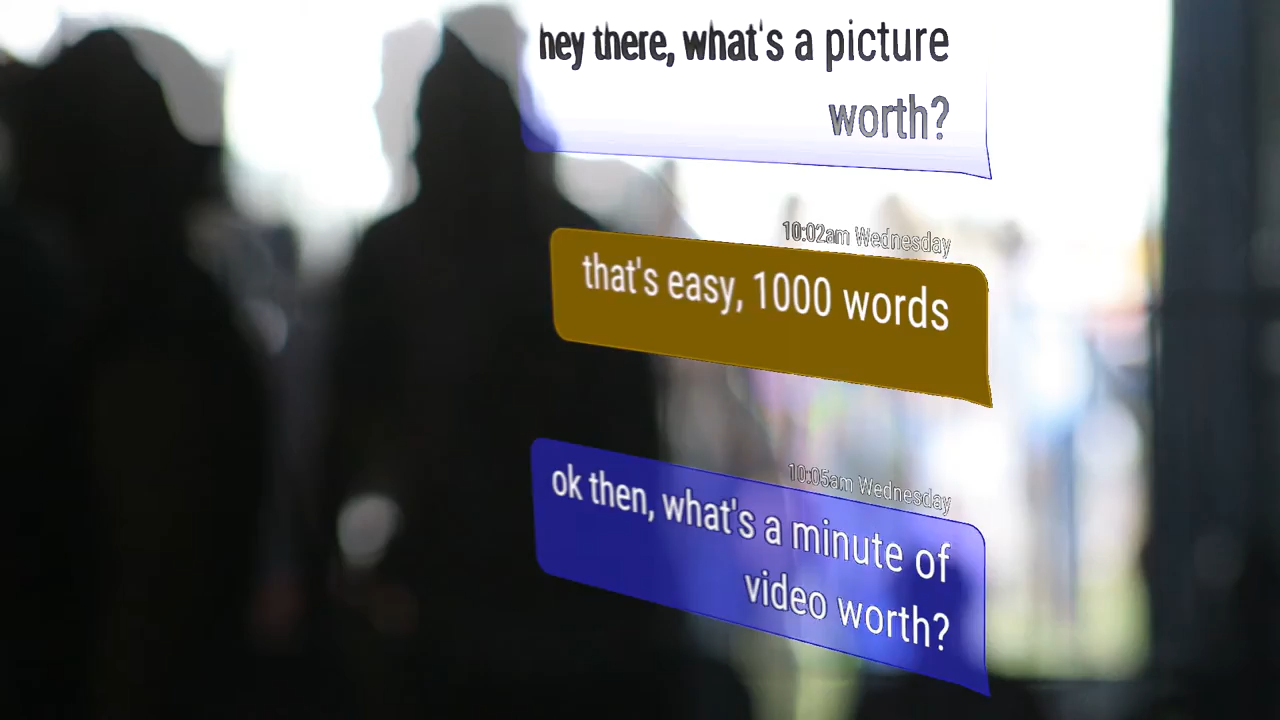 hey there, what's a picture
worth?
10:02am Wednesday
that's easy, 1000 words
10:05am Wednesday
ok then, what's a minute of
video worth?